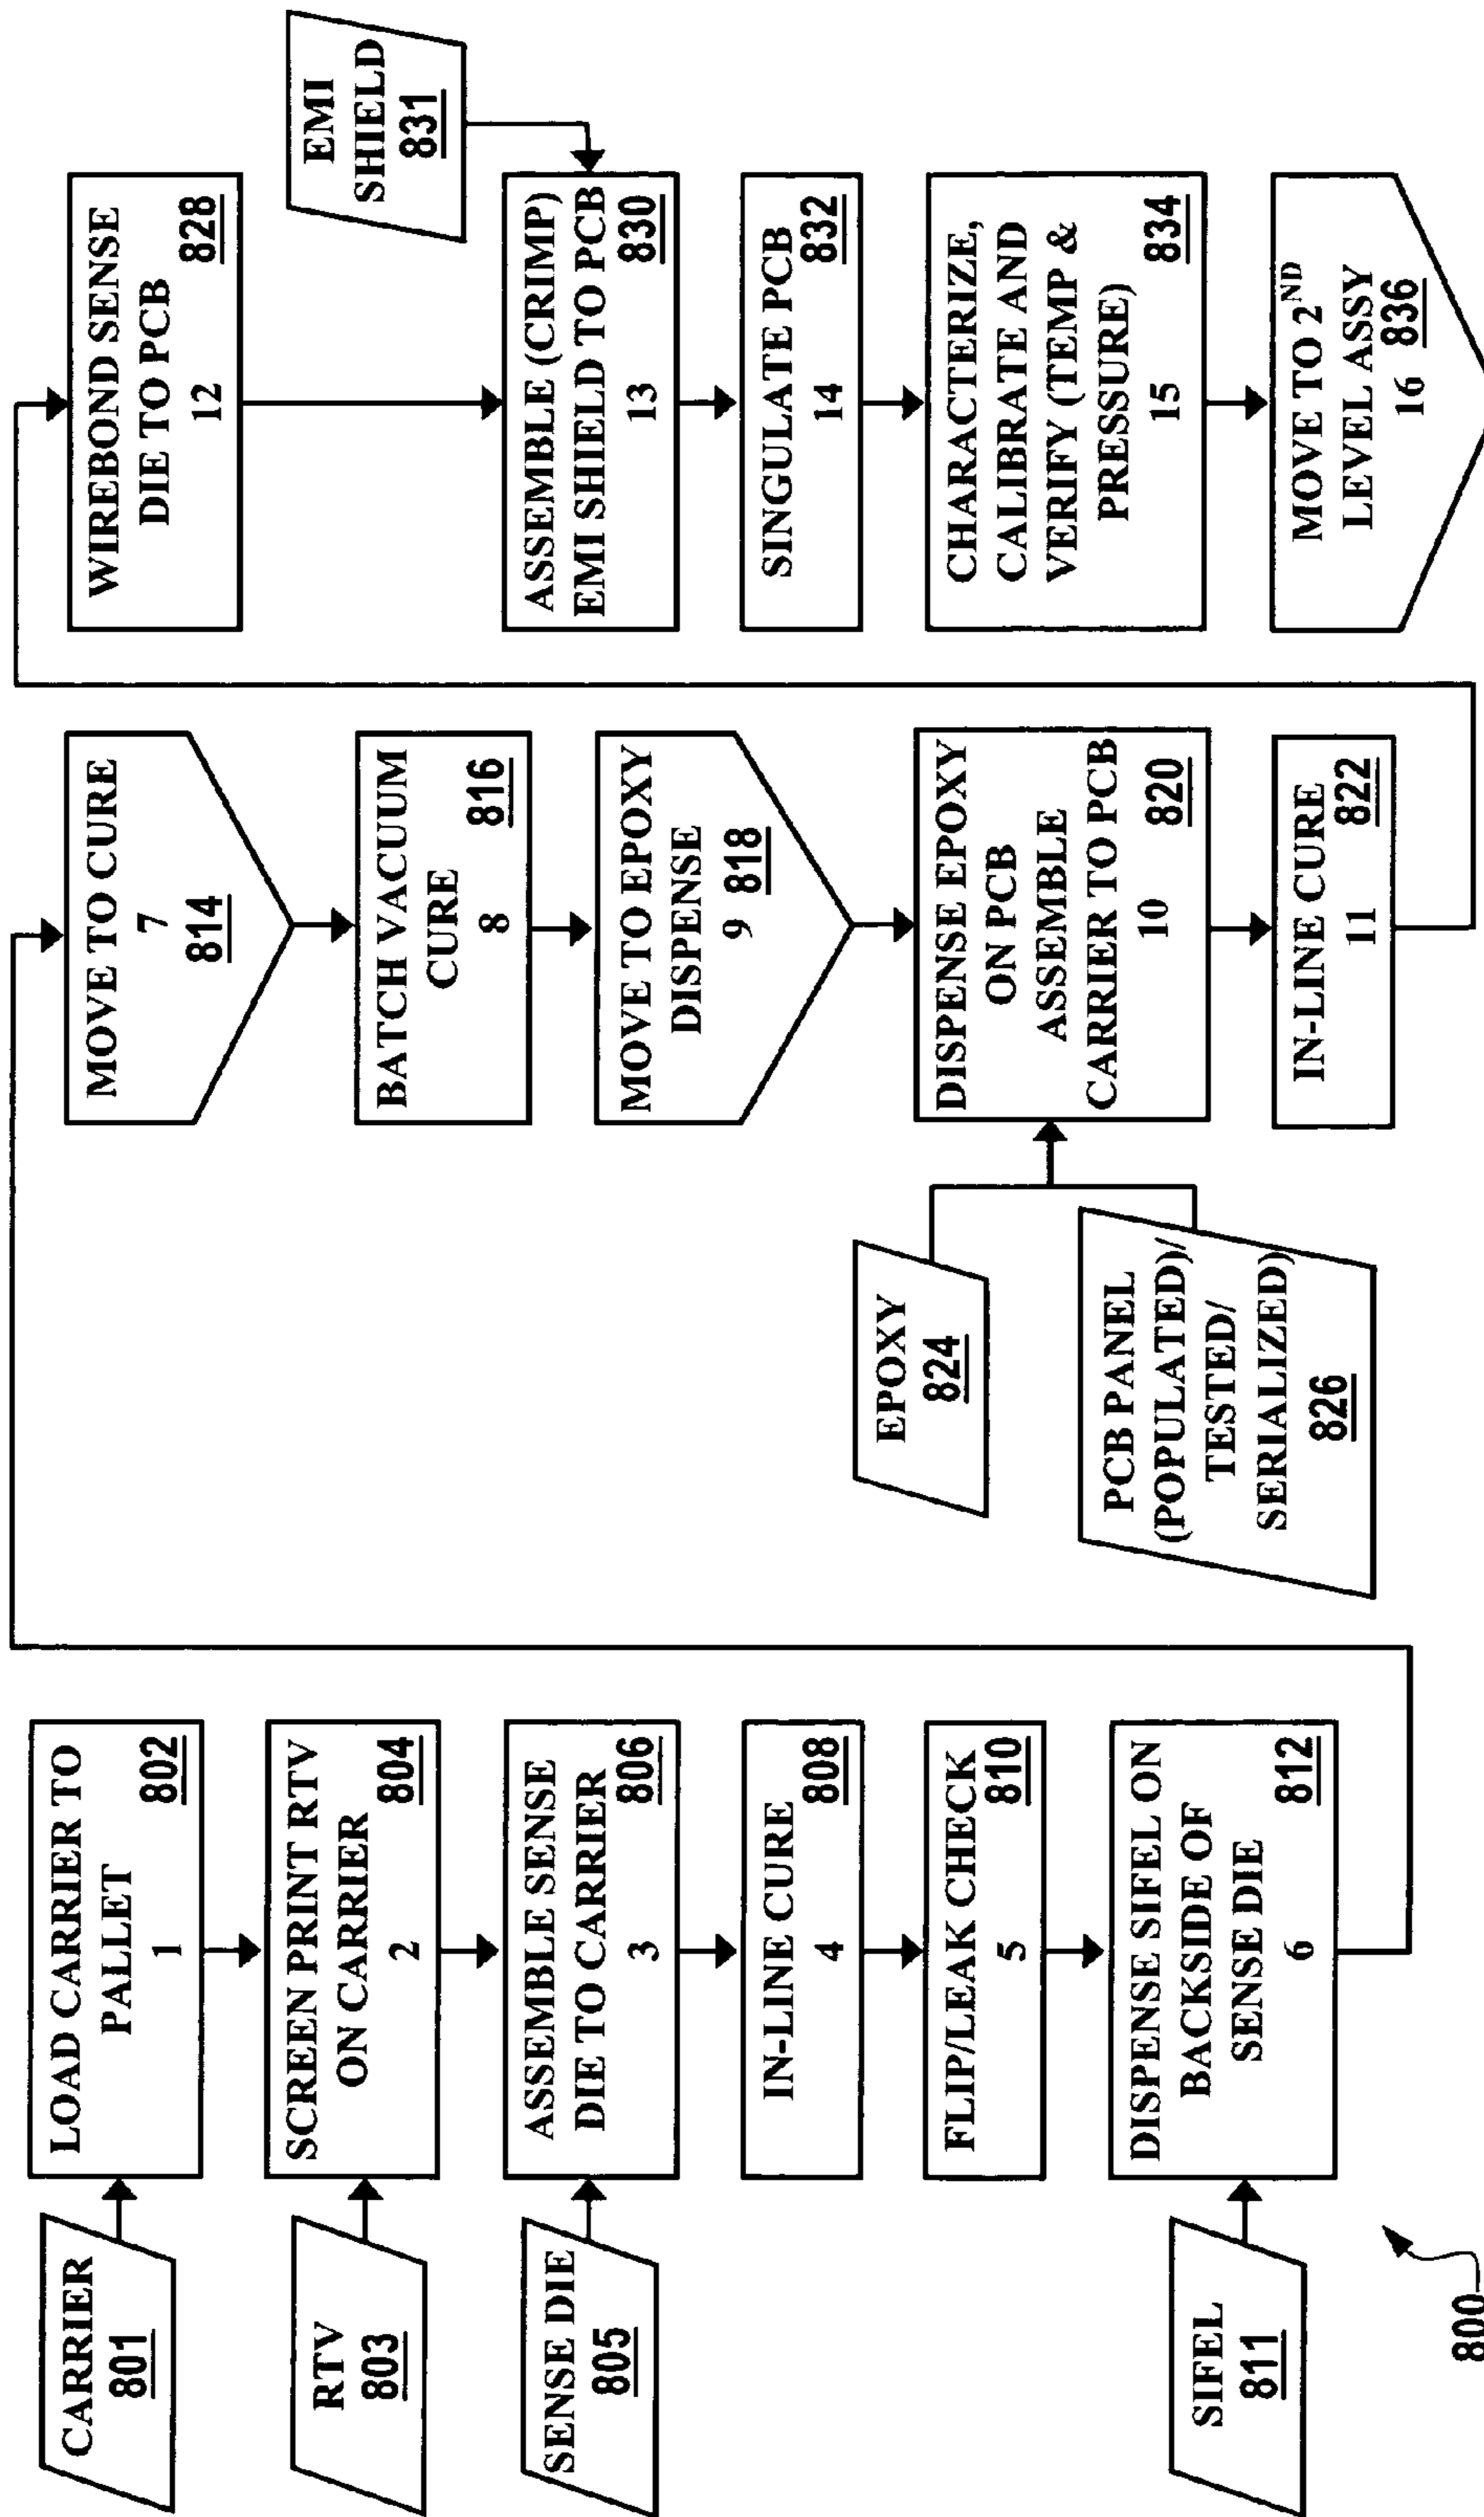 CARRIER
801
LOAD CARRIER TO
PALLET
1
802
RTV
803
SCREEN PRINT RTV
ON CARRIER
2
804
SENSE DIE
805
ASSEMBLE SENSE
DIE TO CARRIER
3
806
IN-LINE CURE
4
808
FLIP/LEAK CHECK
5
810
SIFEL
811
DISPENSE SIFEL ON
BACKSIDE OF
SENSE DIE
6
812
800
MOVE TO CURE
7
814
BATCH VACUUM
CURE
8
816
MOVE TO EPOXY
DISPENSE
9
818
EPOXY
824
PCB PANEL
(POPULATED)/
TESTED/
SERIALIZED)
826
DISPENSE EPOXY
ON PCB
ASSEMBLE
CARRIER TO PCB
10
820
IN-LINE CURE
11
822
WIREBOND SENSE
DIE TO PCB
12
828
EMI
SHIELD
831
ASSEMBLE (CRIMP)
EMI SHIELD TO PCB
13
830
SINGULATE PCB
14
832
CHARACTERIZE,
CALIBRATE AND
VERIFY (TEMP &
PRESSURE)
15
834
MOVE TO 2ND
LEVEL ASSY
16
836